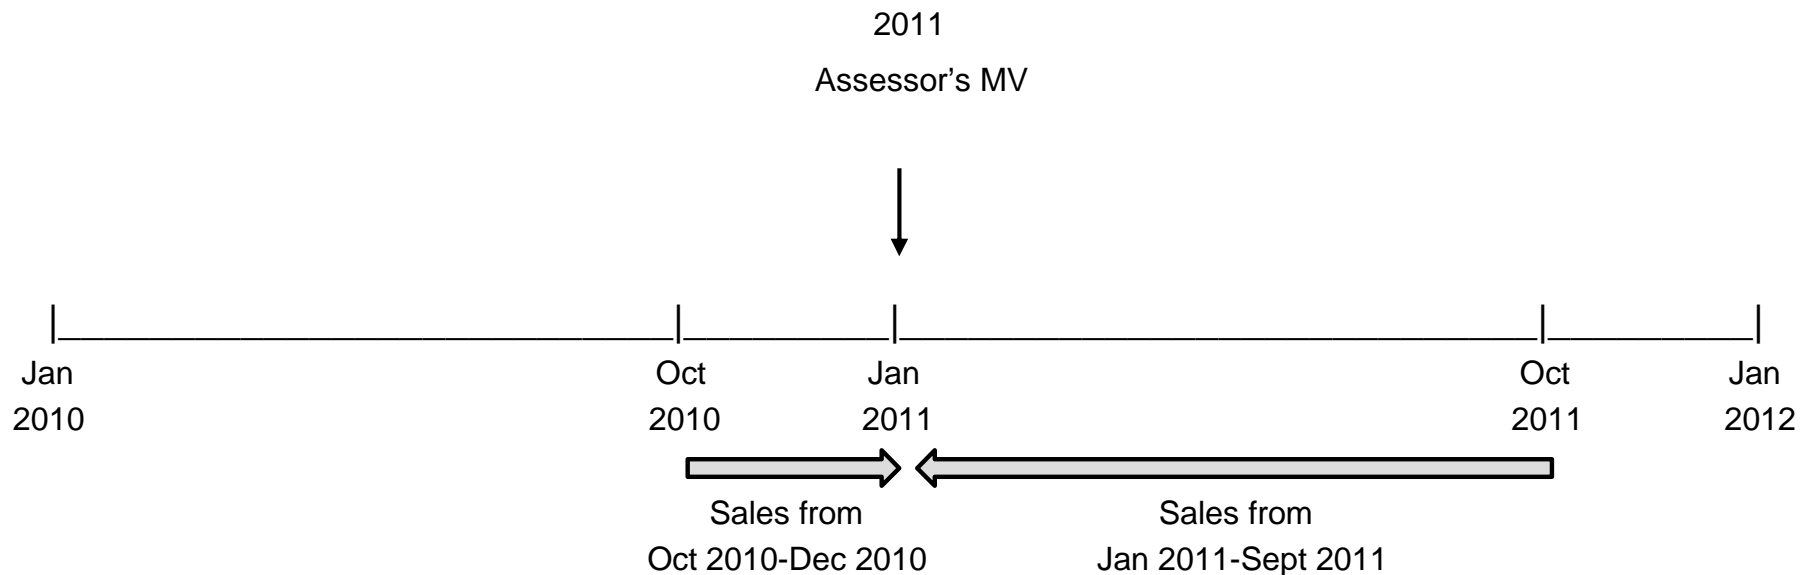 2011
Assessor's MV
Jan Oct Jan Oct Jan
2010 2010 2011 2011 2012
Sales from Sales from
Oct 2010-Dec 2010 Jan 2011-Sept 2011